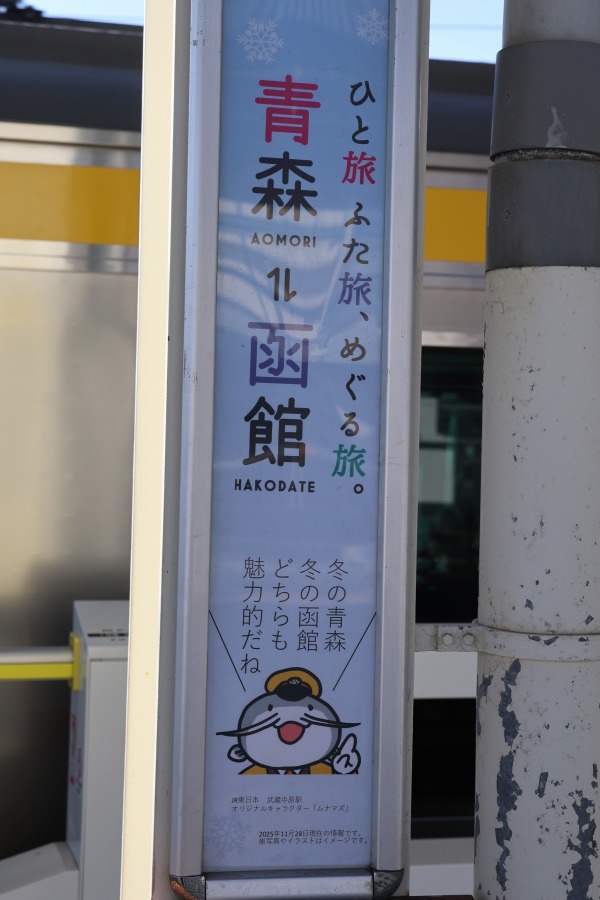 ひと旅 ふた旅、めぐる旅。
青森
AOMORI
⇅
函館
HAKODATE
冬の青森
冬の函館
どちらも
魅力的だね
JR東日本 武蔵中原駅
オリジナルキャラクター「ムナマズ」
2025年11月28日現在の情報です。
※写真やイラストはイメージです。